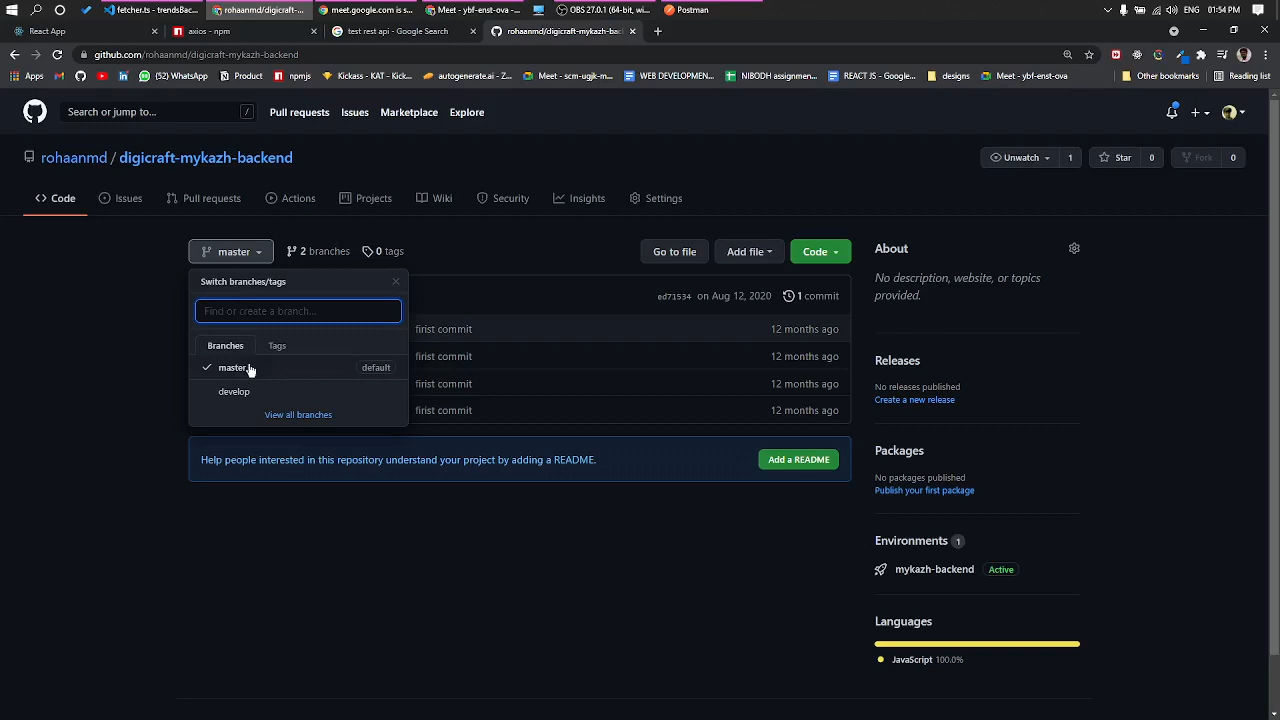 fetcher.ts - trendsBac...
rohaanmd/digicraft-...
meet.google.com is s...
Meet - ybf-est-ova - ...
OBS 27.0.1 (64-bit, wi...
Postman
ENG
01:54 PM
React App
axios - npm
test rest api - Google Search
rohaanmd/digicraft-mykazh-back
github.com/rohaanmd/digicraft-mykazh-backend
Apps
(52) WhatsApp
Product
npmjs
Kickass - KAT - Kick...
autogenerate.ai - Z...
Meet - scm-ugjk-m...
WEB DEVELOPMEN...
NIBODH assignmen...
REACT JS - Google...
designs
Meet - ybf-enst-ova
Other bookmarks
Reading list
Search or jump to...
/
Pull requests
Issues
Marketplace
Explore
rohaanmd / digicraft-mykazh-backend
Unwatch
1
Star
0
Fork
0
Code
Issues
Pull requests
Actions
Projects
Wiki
Security
Insights
Settings
master
2 branches
0 tags
Go to file
Add file
Code
Switch branches/tags
Find or create a branch...
Branches
Tags
master
default
develop
View all branches
ed71534 on Aug 12, 2020
1 commit
firist commit
12 months ago
firist commit
12 months ago
firist commit
12 months ago
firist commit
12 months ago
Help people interested in this repository understand your project by adding a README.
Add a README
About
No description, website, or topics
provided.
Releases
No releases published
Create a new release
Packages
No packages published
Publish your first package
Environments 1
mykazh-backend
Active
Languages
JavaScript 100.0%